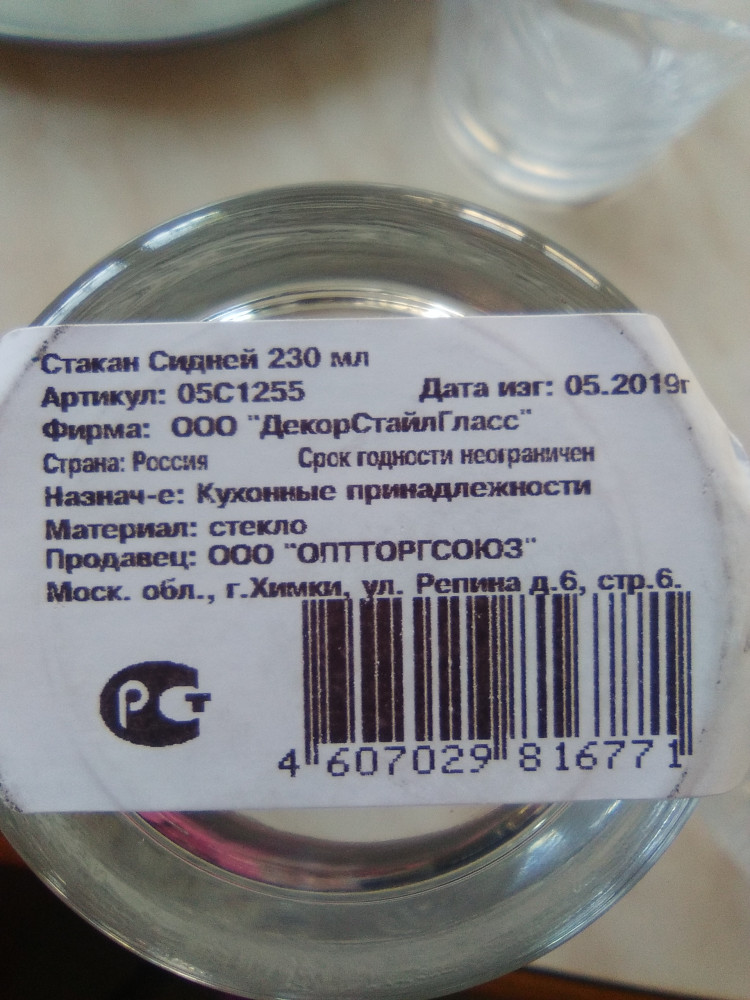 Стакан Сидней 230 мл
Артикул: 05С1255 Дата изг: 05.2019г
Фирма: ООО "ДекорСтайлГласс"
Страна: Россия Срок годности неограничен
Назнач-е: Кухонные принадлежности
Материал: стекло
Продавец: ООО "ОПТТОРГСОЮЗ"
Моск. обл., г.Химки, ул. Репина д.6, стр.6.
РСТ
4 607029 816771